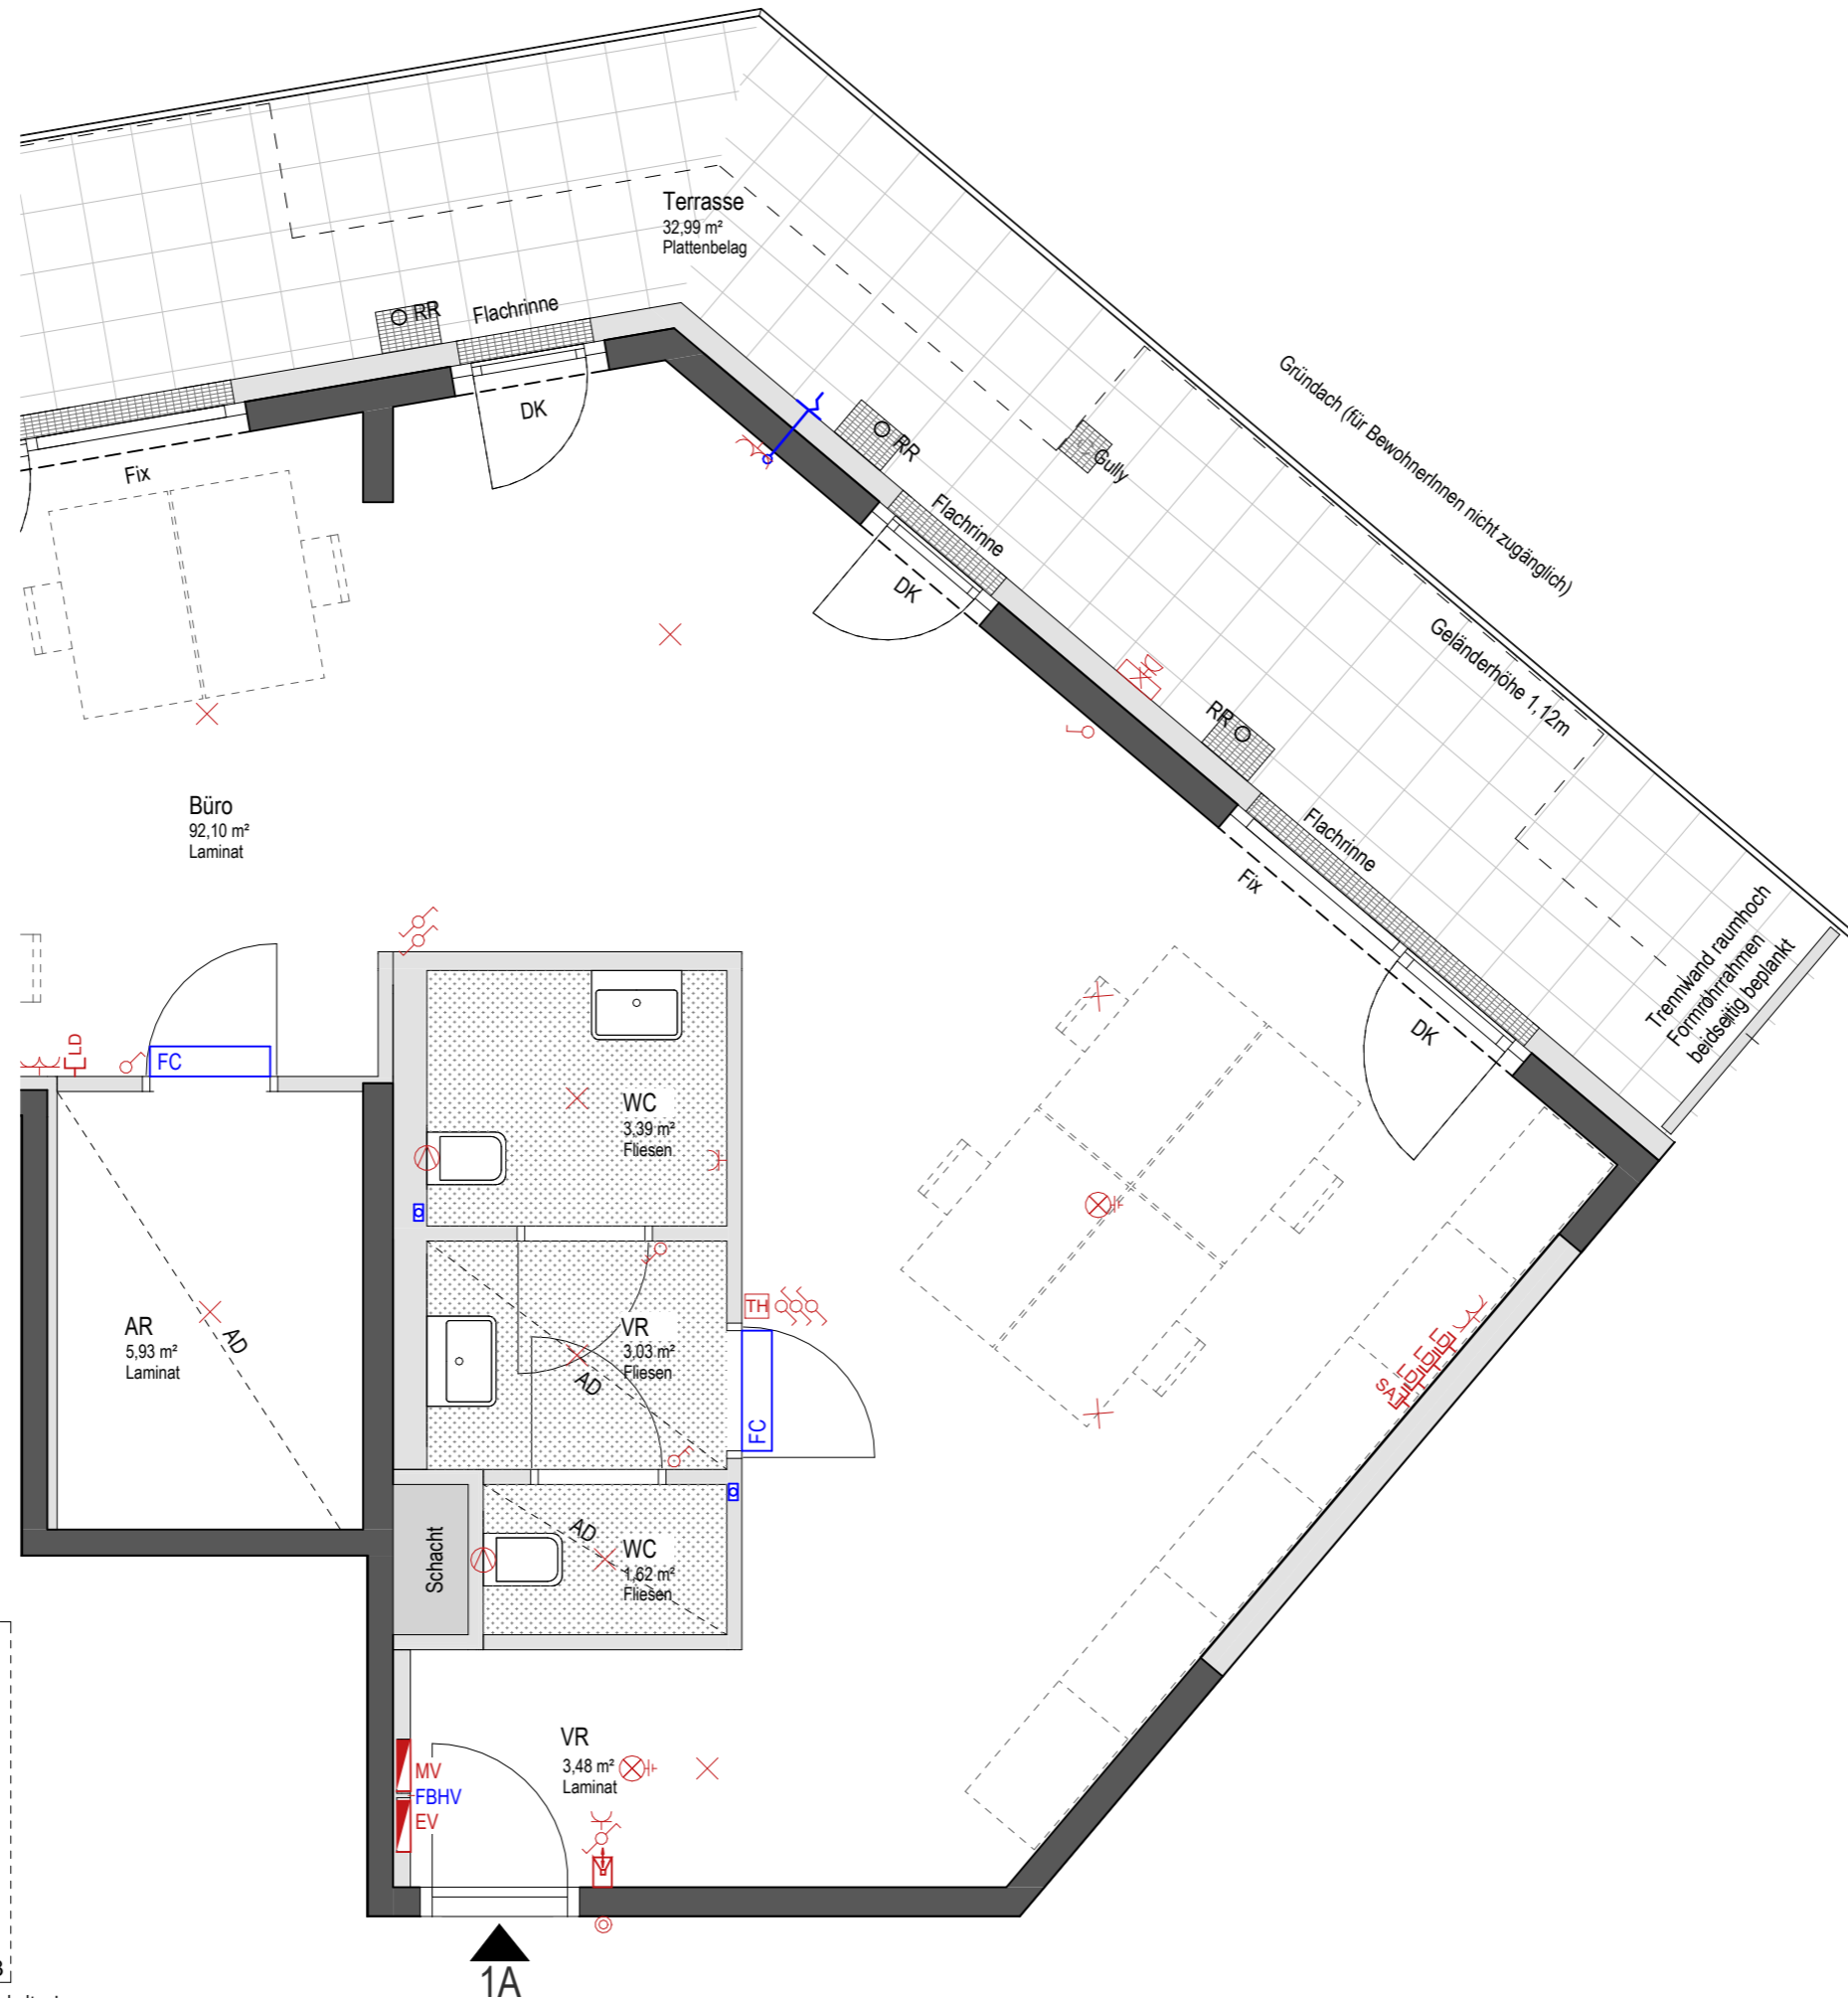 Terrasse
32,99 m²
Plattenbelag
RR
Flachrinne
DK
Fix
RR
Gully
Flachrinne
DK
Gründach (für BewohnerInnen nicht zugänglich)
Geländerhöhe 1,12m
RR
Flachrinne
Fix
DK
Trennwand raumhoch
Formrohrrahmen
beidseitig beplankt
Büro
92,10 m²
Laminat
LD
FC
WC
3,39 m²
Fliesen
AR
5,93 m²
Laminat
AD
VR
3,03 m²
Fliesen
AD
TH
FC
SAT
Schacht
AD
WC
1,62 m²
Fliesen
VR
3,48 m²
Laminat
MV
FBHV
EV
1A